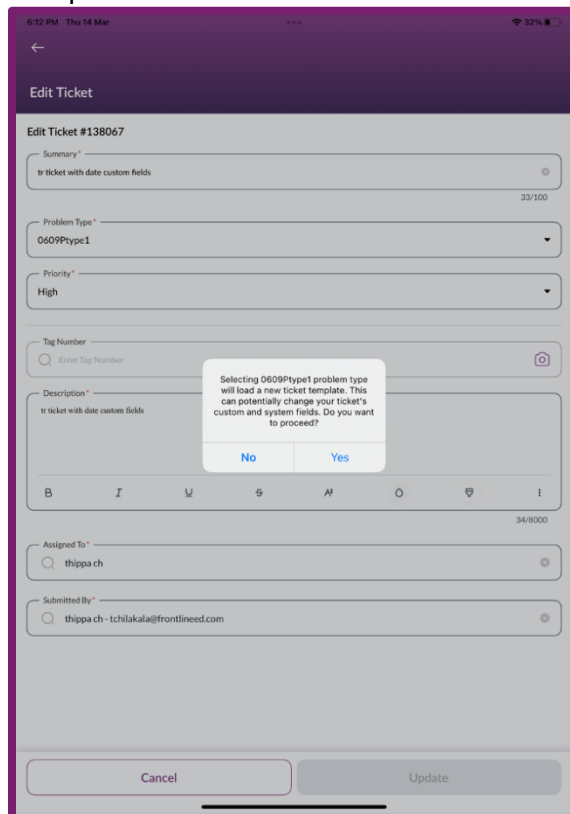 6:12 PM Thu 14 Mar
32%
Edit Ticket
Edit Ticket #138067
Summary*
tr ticket with date custom fields
33/100
Problem Type*
0609Ptype1
Priority*
High
Tag Number
Enter Tag Number
Selecting 0609Ptype1 problem type
will load a new ticket template. This
can potentially change your ticket's
custom and system fields. Do you want
to proceed?
No Yes
Description*
tr ticket with date custom fields
B I U S A
34/8000
Assigned To*
thippa ch
Submitted By*
thippa ch - tchilakala@frontlineed.com
Cancel Update